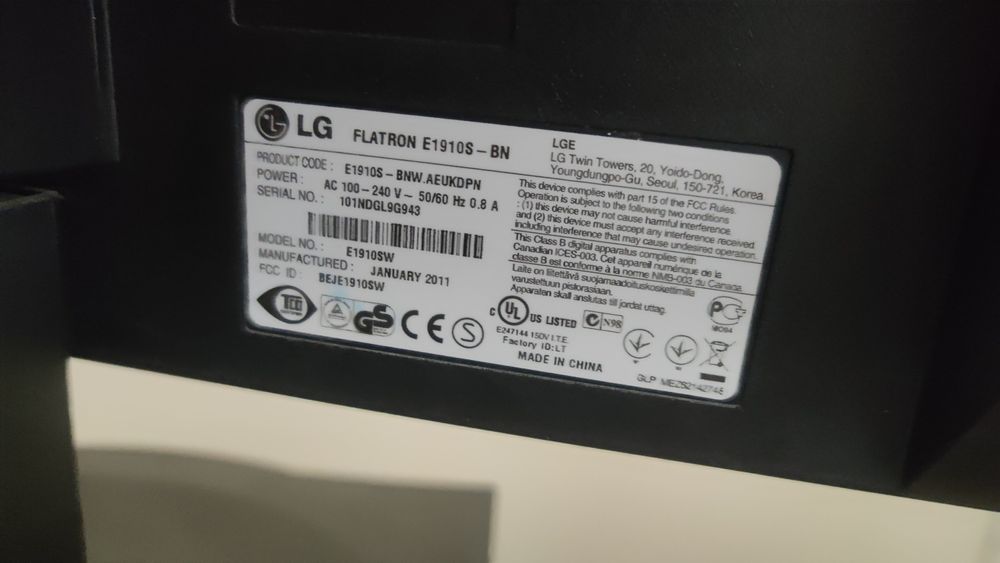 LG FLATRON E1910S-BN
PRODUCT CODE : E1910S-BNW.AEUKDPN
POWER : AC 100-240 V~ 50/60 Hz 0.8 A
SERIAL NO. : 101NDGL9G943
MODEL NO. : E1910SW
MANUFACTURED : JANUARY 2011
FCC ID : BEJE1910SW
LGE
LG Twin Towers, 20, Yoido-Dong,
Youngdungpo-Gu, Seoul, 150-721, Korea
This device complies with part 15 of the FCC Rules.
Operation is subject to the following two conditions
: (1) this device may not cause harmful interference.
and (2) this device must accept any interference received
including interference that may cause undesired operation.
This Class B digital apparatus complies with
Canadian ICES-003. Cet appareil numérique de la
classe B est conforme à la norme NMB-003 du Canada
Laite on liitettävä suojamaadoituskoskettimilla
varustettuun pistorasiaan.
Apparaten skall anslutas till jordat uttag.
TCO
GS
CE
S
C UL US LISTED
N98
E247144 150V I.T.E.
Factory ID:LT
MADE IN CHINA